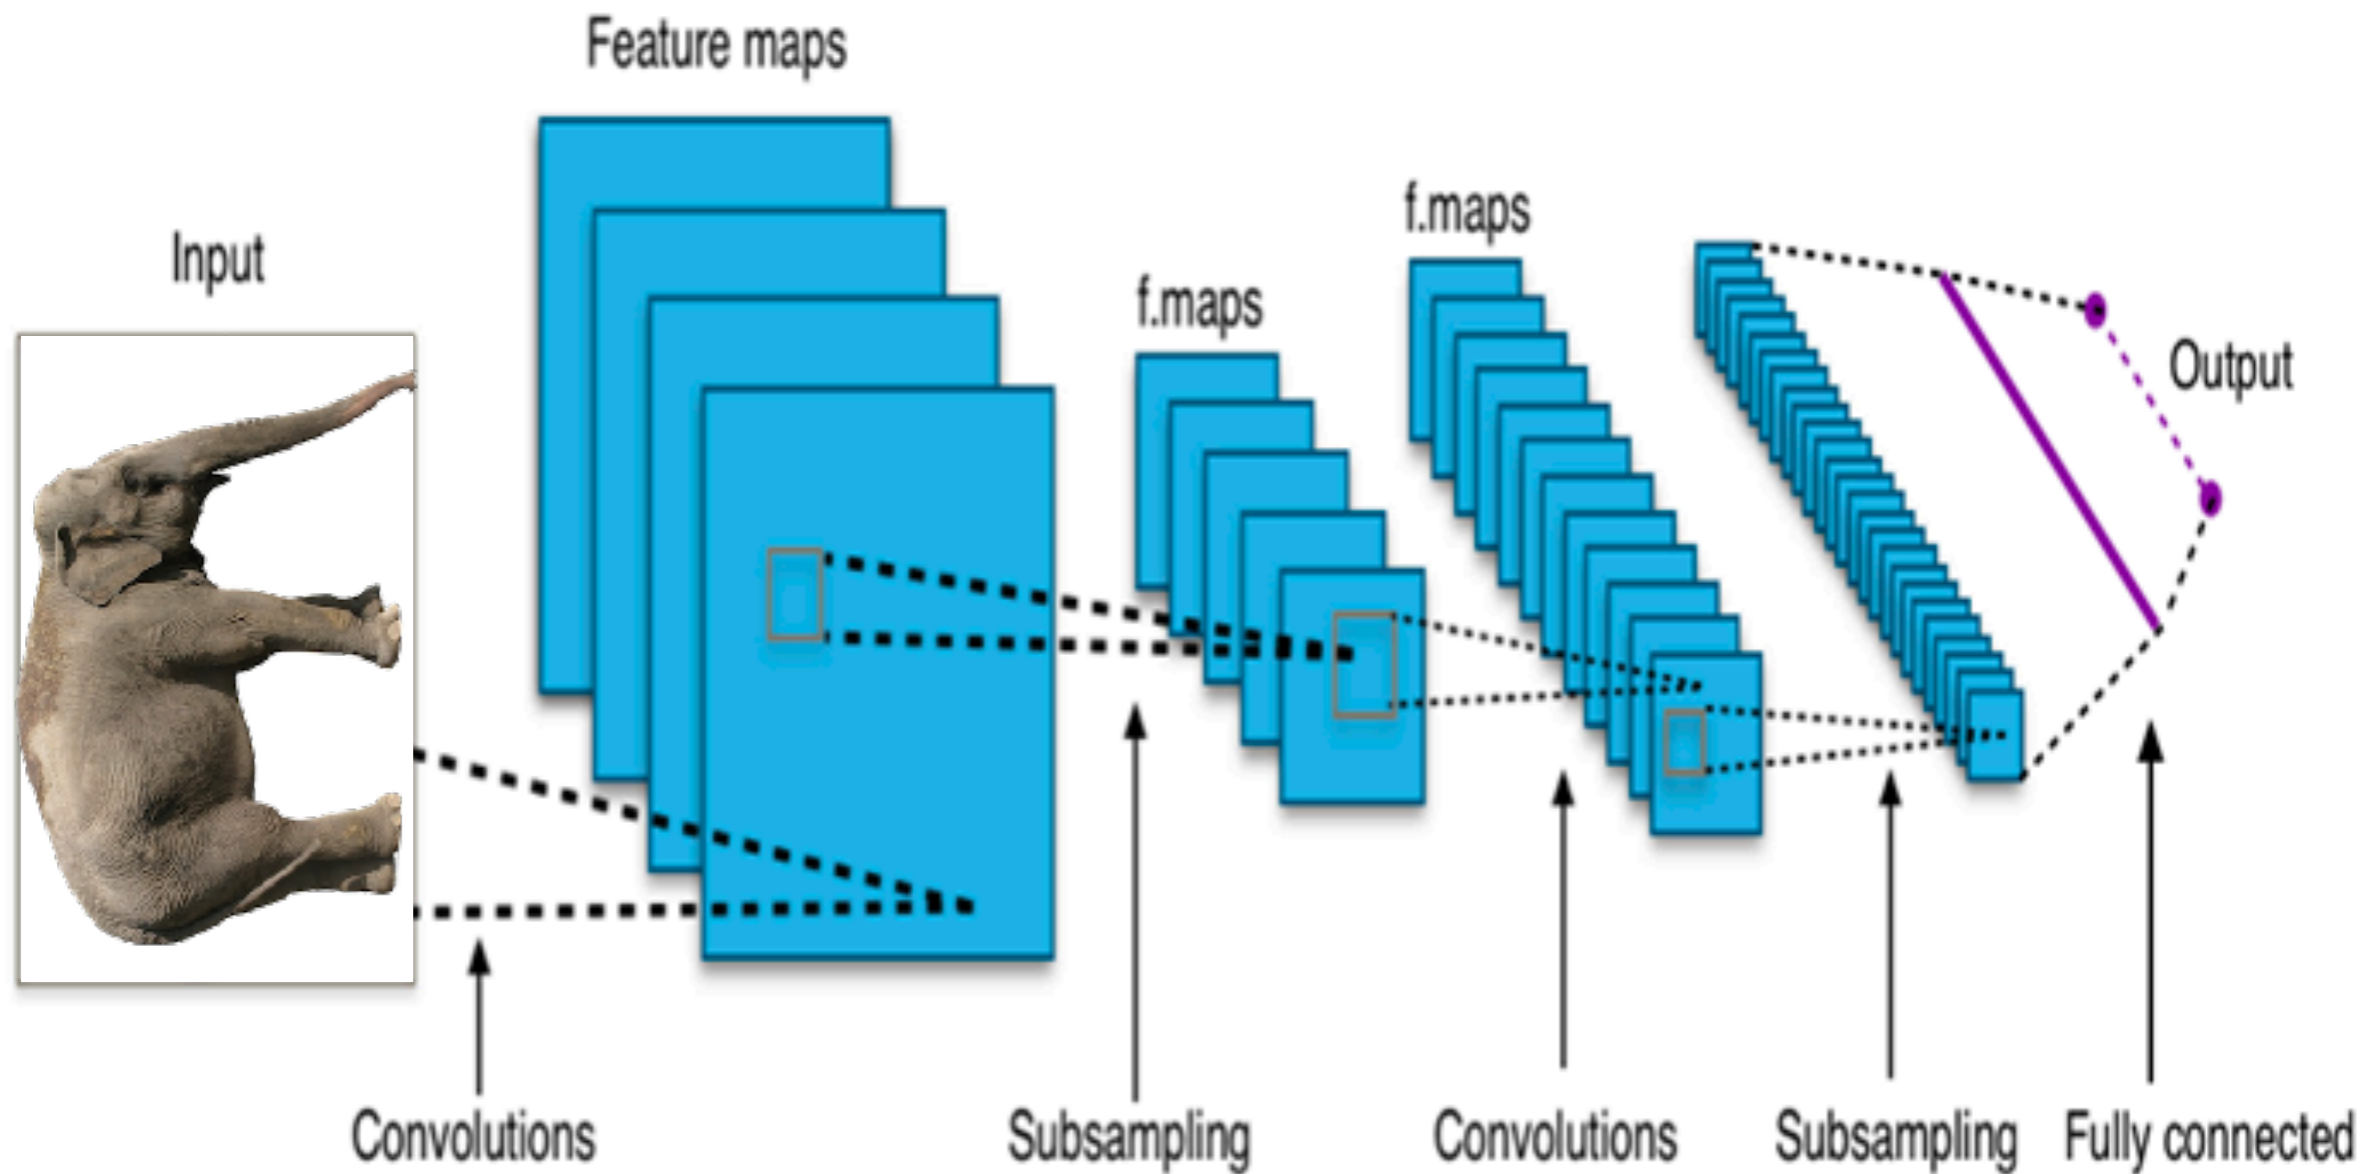 Feature maps
f.maps
Input
f.maps
Output
Convolutions
Subsampling
Convolutions
Subsampling
Fully connected